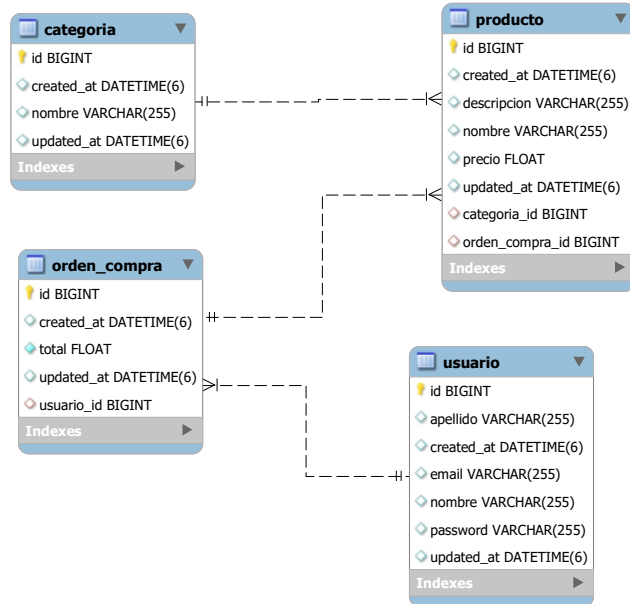 categoria
id BIGINT
created_at DATETIME(6)
nombre VARCHAR(255)
updated_at DATETIME(6)
Indexes
producto
id BIGINT
created_at DATETIME(6)
descripcion VARCHAR(255)
nombre VARCHAR(255)
precio FLOAT
updated_at DATETIME(6)
categoria_id BIGINT
orden_compra_id BIGINT
Indexes
orden_compra
id BIGINT
created_at DATETIME(6)
total FLOAT
updated_at DATETIME(6)
usuario_id BIGINT
Indexes
usuario
id BIGINT
apellido VARCHAR(255)
created_at DATETIME(6)
email VARCHAR(255)
nombre VARCHAR(255)
password VARCHAR(255)
updated_at DATETIME(6)
Indexes